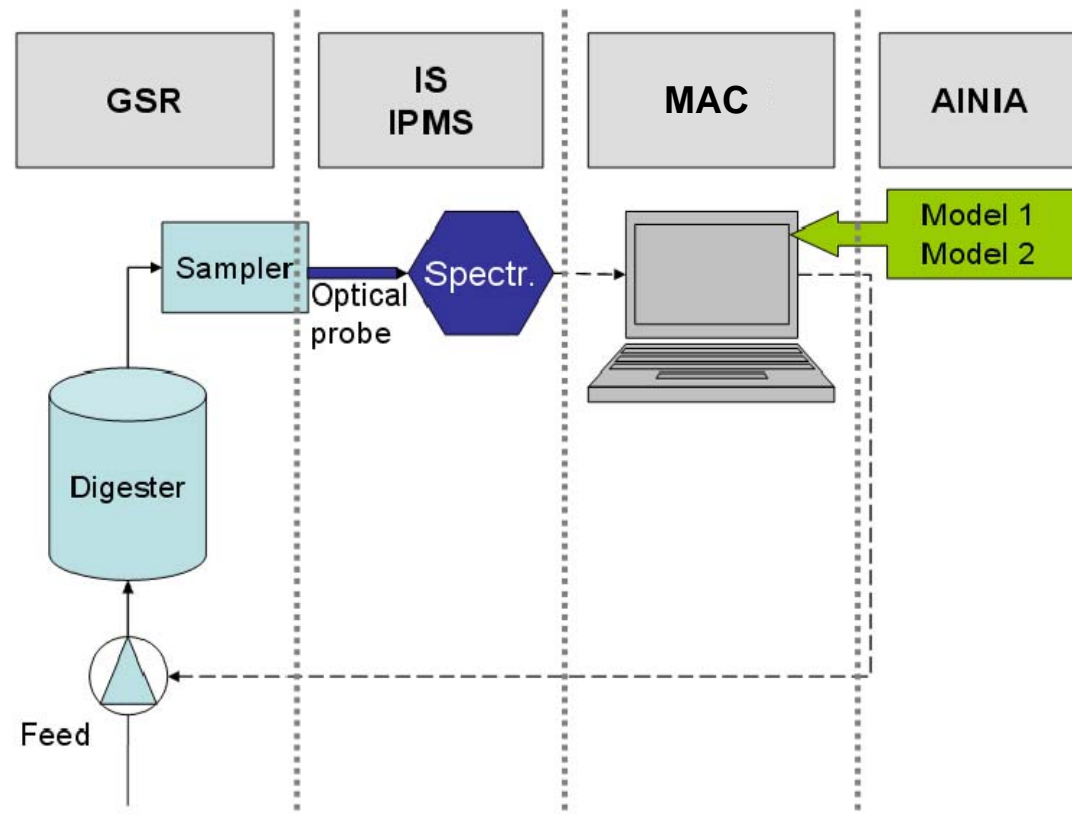 GSR
IS
IPMS
MAC
AINIA
Model 1
Model 2
Sampler
Optical
probe
Spectr.
Digester
Feed